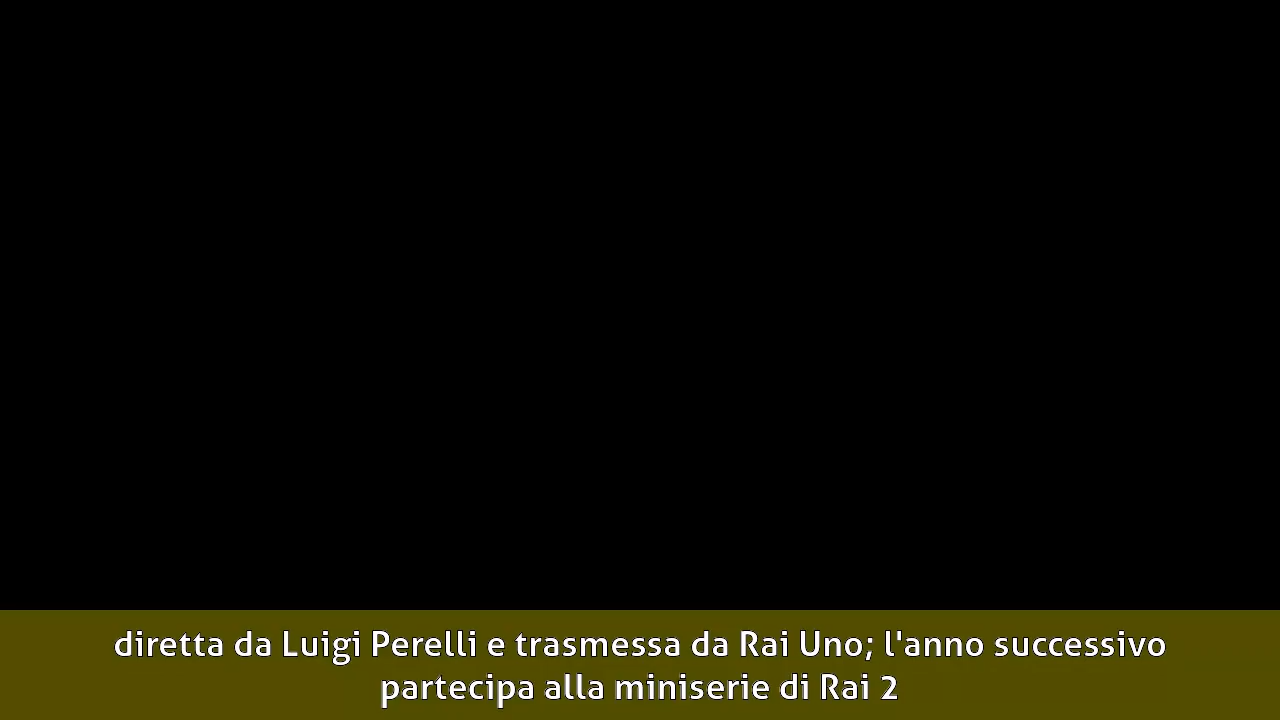 diretta da Luigi Perelli e trasmessa da Rai Uno; l'anno successivo
partecipa alla miniserie di Rai 2